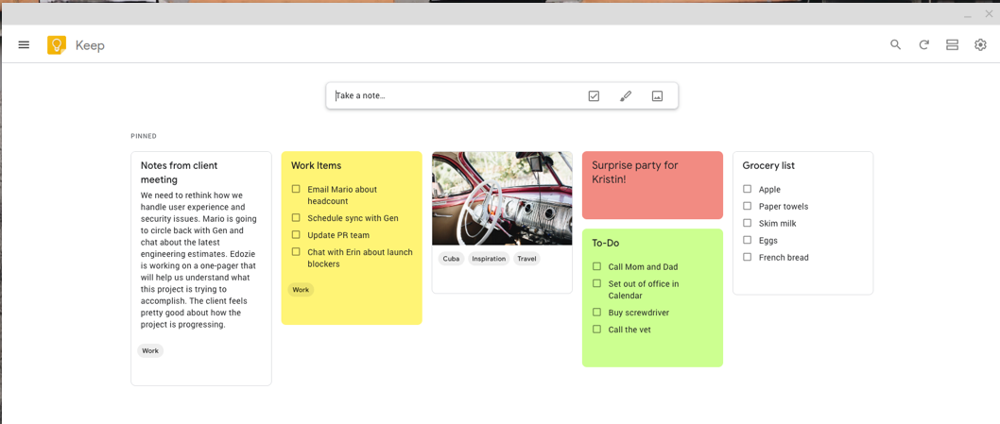 Keep
Take a note...
PINNED
Notes from client
meeting
We need to rethink how we
handle user experience and
security issues. Mario is going
to circle back with Gen and
chat about the latest
engineering estimates. Edozie
is working on a one-pager that
will help us understand what
this project is trying to
accomplish. The client feels
pretty good about how the
project is progressing.
Work
Work Items
Email Mario about
headcount
Schedule sync with Gen
Update PR team
Chat with Erin about launch
blockers
Work
Cuba
Inspiration
Travel
Surprise party for
Kristin!
To-Do
Call Mom and Dad
Set out of office in
Calendar
Buy screwdriver
Call the vet
Grocery list
Apple
Paper towels
Skim milk
Eggs
French bread